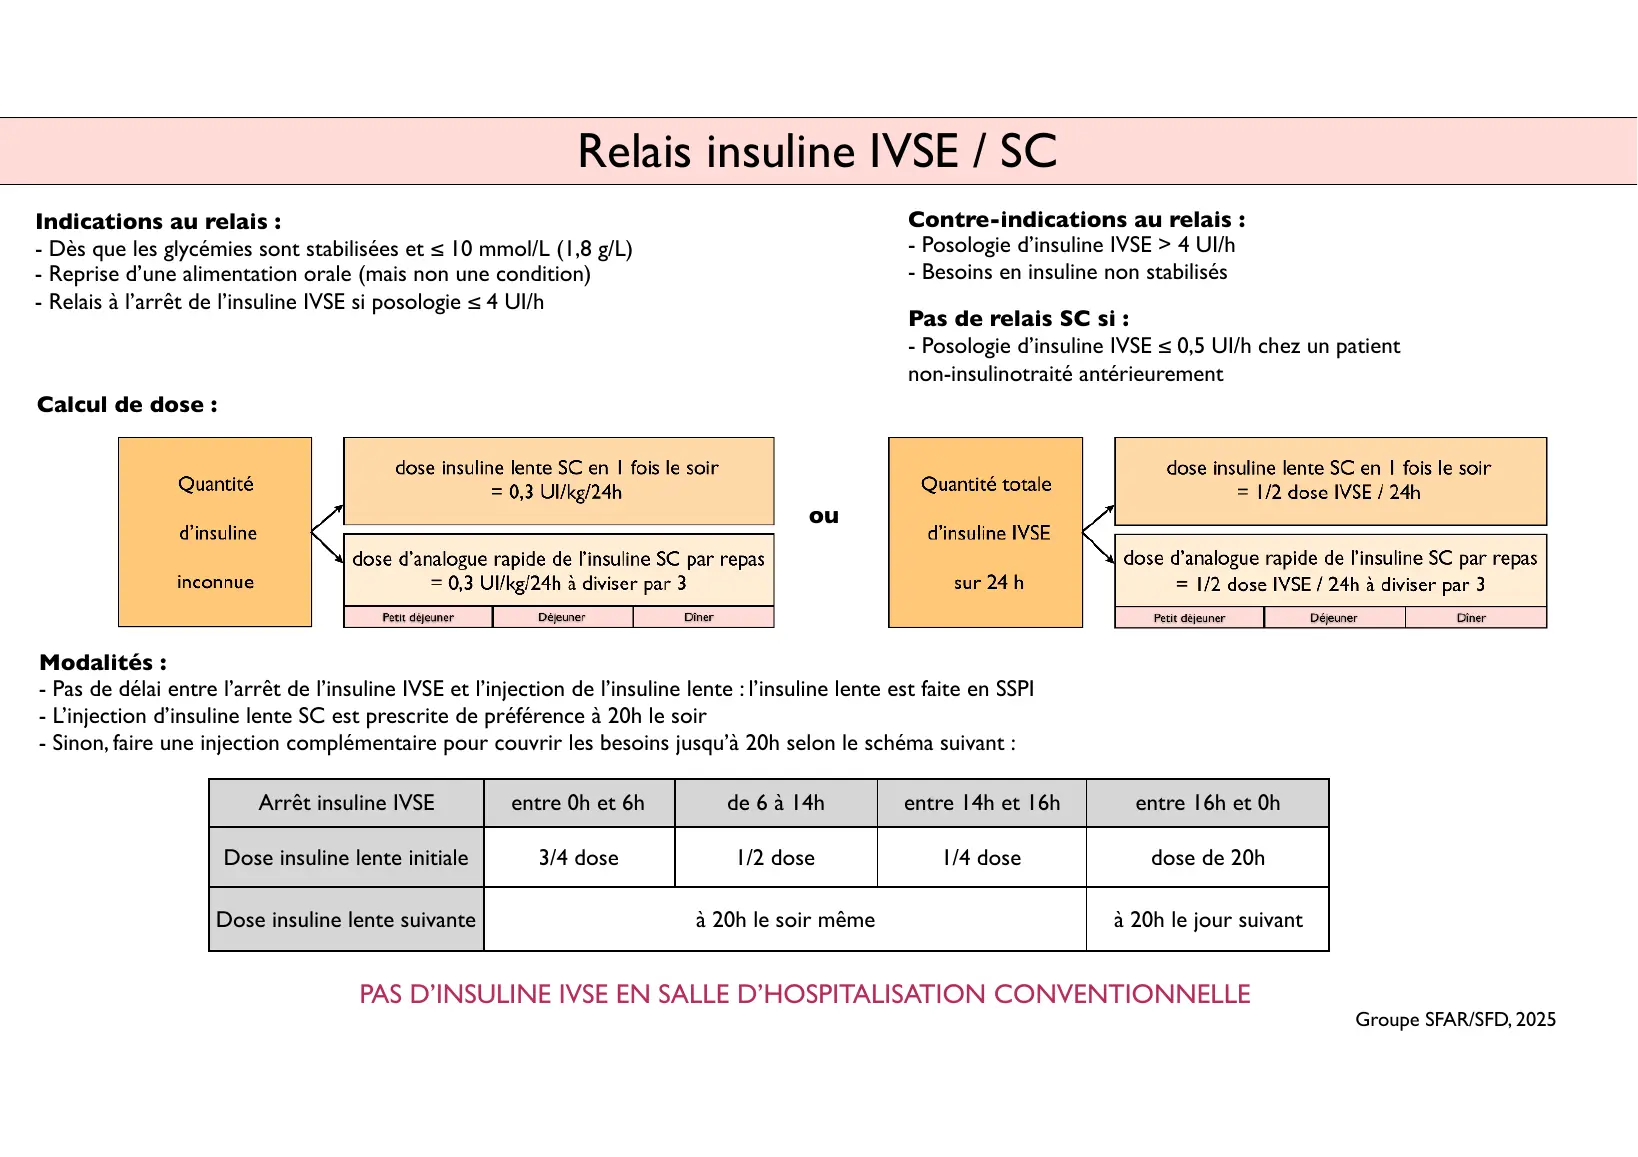 Relais insuline IVSE / SC
Indications au relais :
- Dès que les glycémies sont stabilisées et ≤ 10 mmol/L (1,8 g/L)
- Reprise d’une alimentation orale (mais non une condition)
- Relais à l’arrêt de l’insuline IVSE si posologie ≤ 4 UI/h
Contre-indications au relais :
- Posologie d’insuline IVSE > 4 UI/h
- Besoins en insuline non stabilisés
Pas de relais SC si :
- Posologie d’insuline IVSE ≤ 0,5 UI/h chez un patient
non-insulinotraité antérieurement
Calcul de dose :
Quantité
d’insuline
inconnue
dose insuline lente SC en 1 fois le soir
= 0,3 UI/kg/24h
dose d’analogue rapide de l’insuline SC par repas
= 0,3 UI/kg/24h à diviser par 3
Petit déjeuner Déjeuner Dîner
ou
Quantité totale
d’insuline IVSE
sur 24 h
dose insuline lente SC en 1 fois le soir
= 1/2 dose IVSE / 24h
dose d’analogue rapide de l’insuline SC par repas
= 1/2 dose IVSE / 24h à diviser par 3
Petit déjeuner Déjeuner Dîner
Modalités :
- Pas de délai entre l’arrêt de l’insuline IVSE et l’injection de l’insuline lente : l’insuline lente est faite en SSPI
- L’injection d’insuline lente SC est prescrite de préférence à 20h le soir
- Sinon, faire une injection complémentaire pour couvrir les besoins jusqu’à 20h selon le schéma suivant :
Arrêt insuline IVSE entre 0h et 6h de 6 à 14h entre 14h et 16h entre 16h et 0h
Dose insuline lente initiale 3/4 dose 1/2 dose 1/4 dose dose de 20h
Dose insuline lente suivante à 20h le soir même à 20h le jour suivant
PAS D’INSULINE IVSE EN SALLE D’HOSPITALISATION CONVENTIONNELLE
Groupe SFAR/SFD, 2025